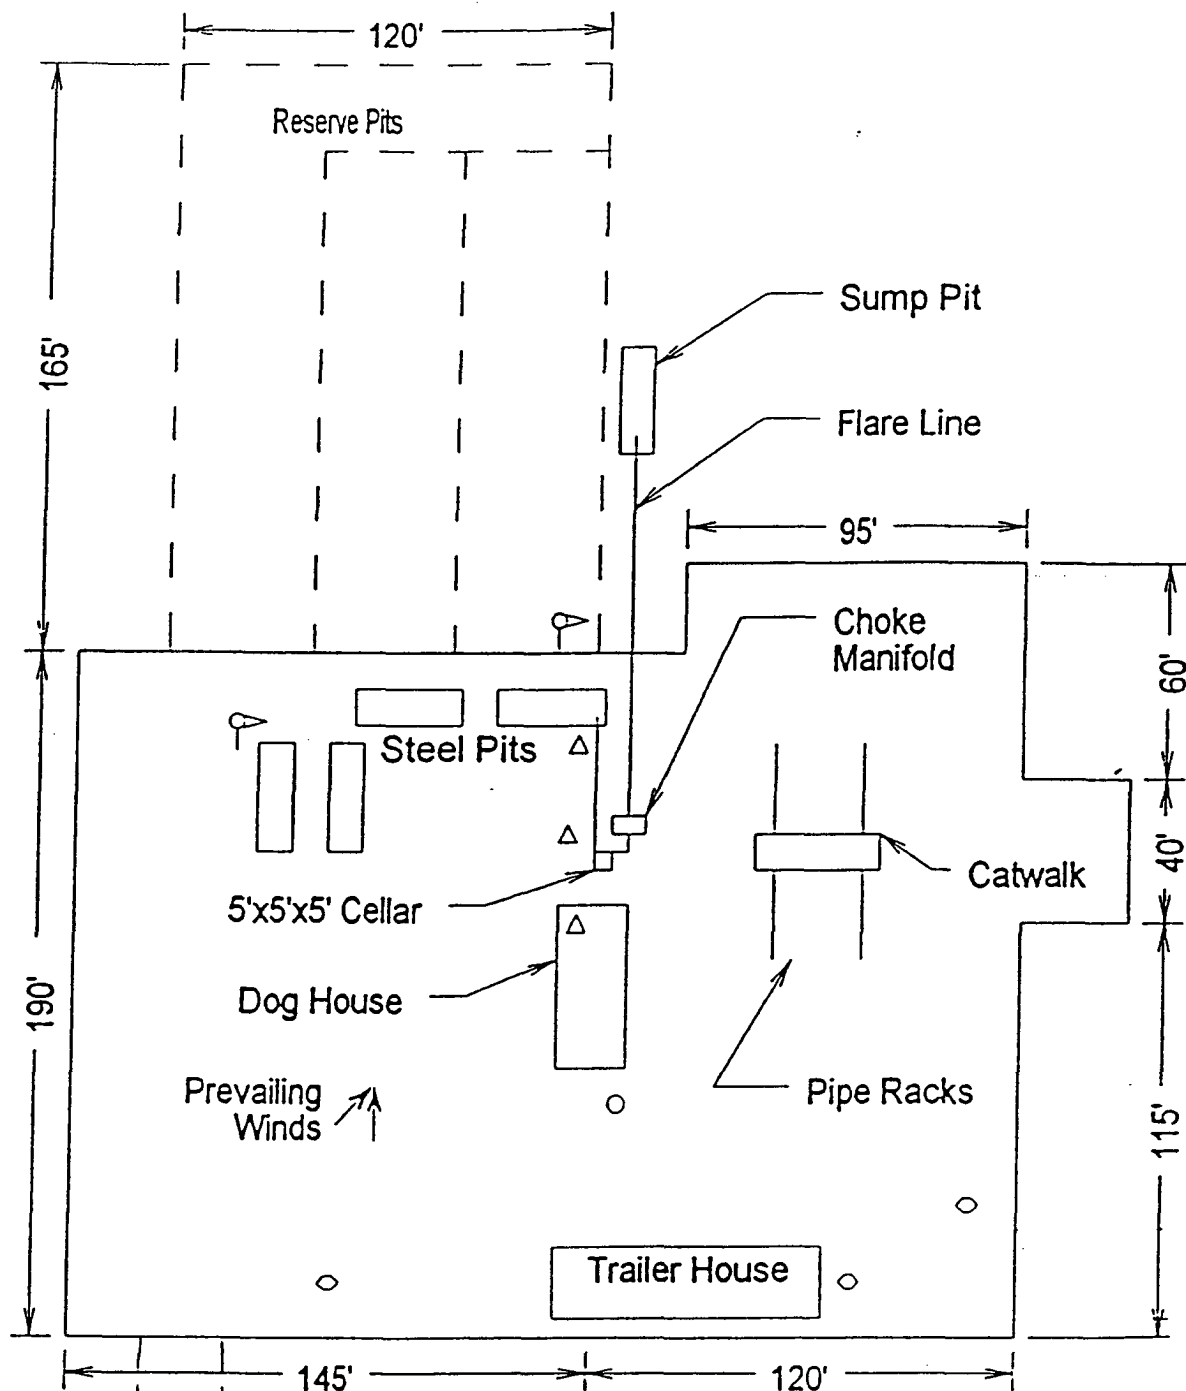 120'
Reserve Pits
Sump Pit
165'
Flare Line
95'
Choke
Manifold
60'
Steel Pits
40'
Catwalk
5'x5'x5' Cellar
190'
Dog House
Prevailing
Winds
Pipe Racks
115'
Trailer House
145'
120'